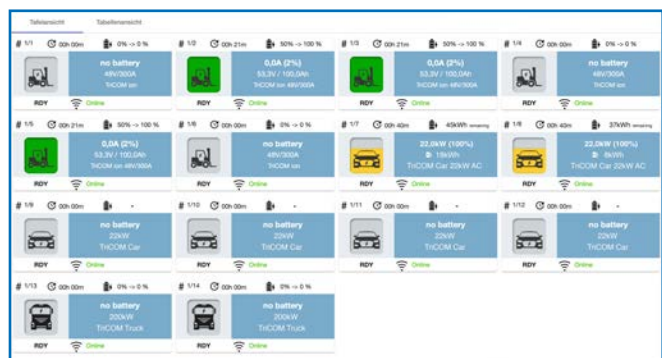 Tafelansicht Tabellenansicht
# 1/1 00h 00m 0% -> 0 % # 1/2 00h 21m 50% -> 100 % # 1/3 00h 21m 50% -> 100 % # 1/4 00h 00m 0% -> 0 %
no battery 0,0A (2%) 0,0A (2%) no battery
48V/300A 53,3V / 100,0Ah 53,3V / 100,0Ah 48V/300A
TriCOM ion TriCOM ion 48V/300A TriCOM ion 48V/300A TriCOM ion
RDY Online RDY Online RDY Online RDY Online
# 1/5 00h 21m 50% -> 100 % # 1/6 00h 00m 0% -> 0 % # 1/7 00h 40m 45kWh remaining # 1/8 00h 40m 37kWh remaining
0,0A (2%) no battery 22,0kW (100%) 22,0kW (100%)
53,3V / 100,0Ah 48V/300A 19kWh 8kWh
TriCOM ion 48V/300A TriCOM ion TriCOM Car 22kW AC TriCOM Car 22kW AC
RDY Online RDY Online RDY Online RDY Online
# 1/9 00h 00m - # 1/10 00h 00m - # 1/11 00h 00m - # 1/12 00h 00m -
no battery no battery no battery no battery
22kW 22kW 22kW 22kW
TriCOM Car TriCOM Car TriCOM Car TriCOM Car
RDY Online RDY Online RDY Online RDY Online
# 1/13 00h 00m 0% -> 0 % # 1/14 00h 00m 0% -> 0 %
no battery no battery
200kW 200kW
TriCOM Truck TriCOM Truck
RDY Online RDY Online